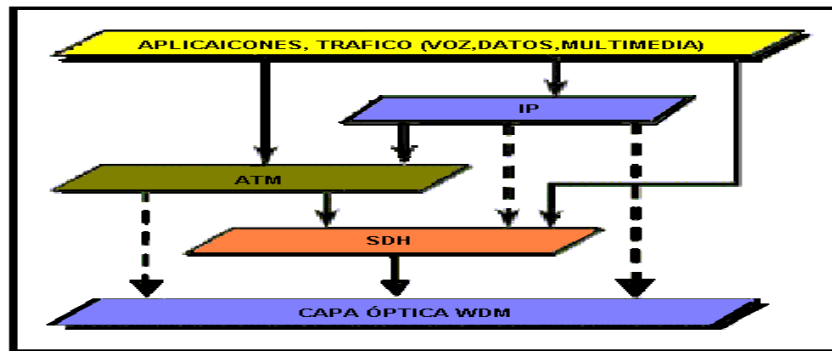 APLICAICONES, TRAFICO (VOZ,DATOS,MULTIMEDIA)
IP
ATM
SDH
CAPA ÓPTICA WDM